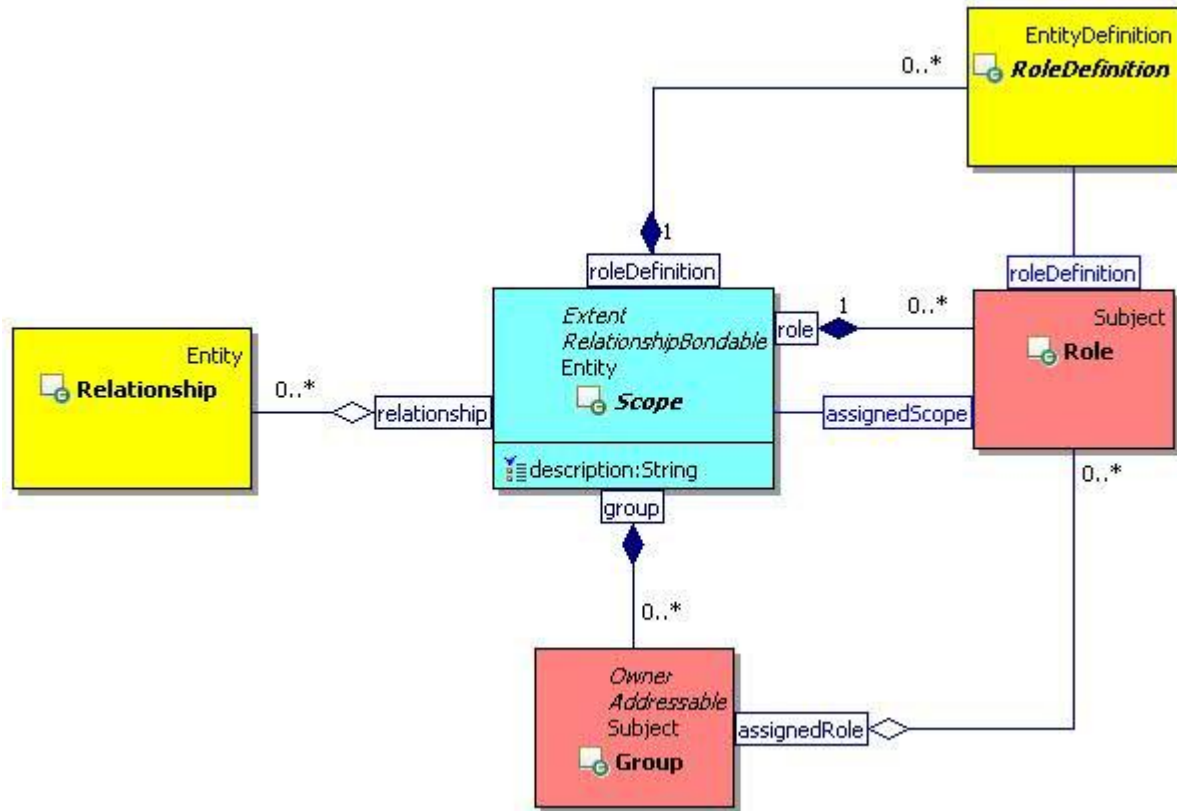 EntityDefinition
RoleDefinition
0..*
1
roleDefinition
roleDefinition
Extent
RelationshipBondable
Entity
Scope
description:String
role
1
0..*
Subject
Role
Entity
Relationship
0..*
relationship
assignedScope
group
0..*
0..*
Owner
Addressable
Subject
Group
assignedRole